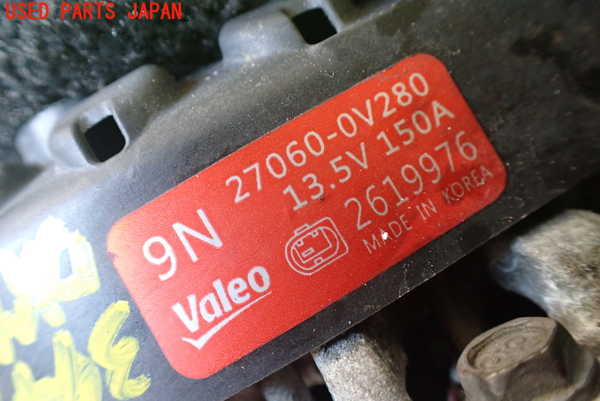 USED PARTS JAPAN
9N
27060-0V280
13.5V 150A
2619976
MADE IN KOREA
Valeo